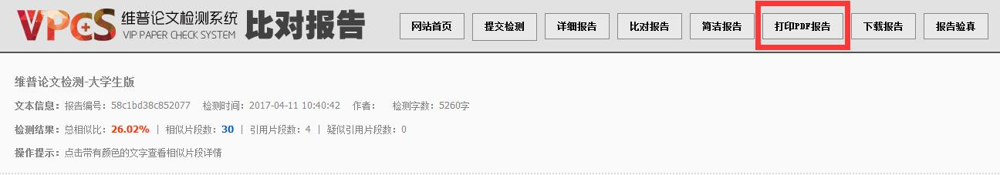 VPCS 维普论文检测系统 VIP PAPER CHECK SYSTEM 比对报告
网站首页 提交检测 详细报告 比对报告 简洁报告 打印PDF报告 下载报告 报告验真
维普论文检测-大学生版
文本信息：报告编号：58c1bd38c852077 检测时间：2017-04-11 10:40:42 作者： 检测字数：5260字
检测结果：总相似比：26.02% | 相似片段数：30 | 引用片段数：4 | 疑似引用片段数：0
操作提示：点击带有颜色的文字查看相似片段详情